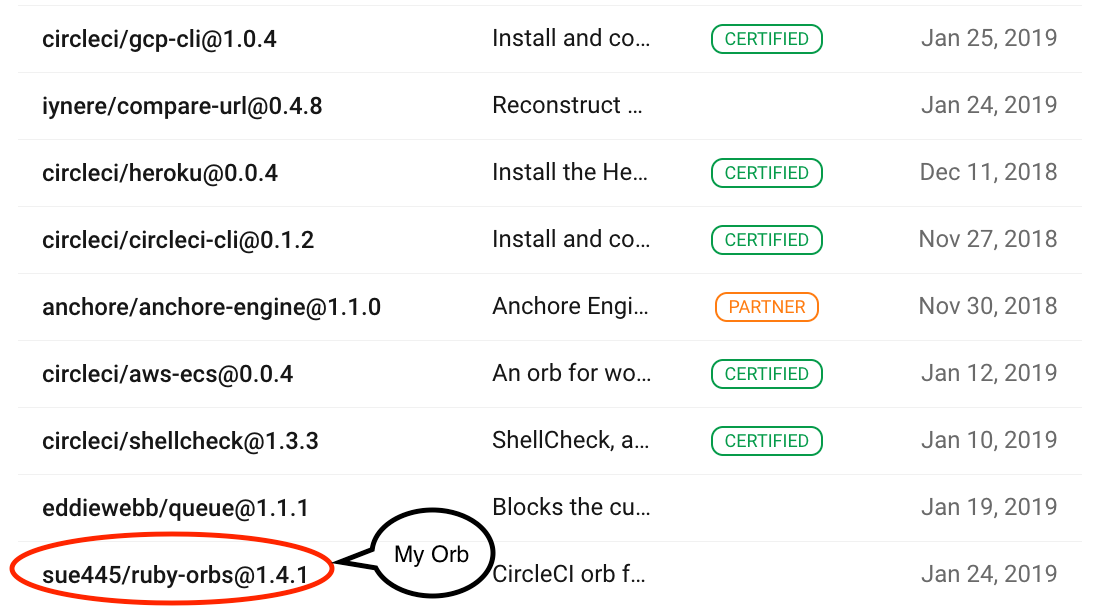 circleci/gcp-cli@1.0.4 Install and co... CERTIFIED Jan 25, 2019
iynere/compare-url@0.4.8 Reconstruct ... Jan 24, 2019
circleci/heroku@0.0.4 Install the He... CERTIFIED Dec 11, 2018
circleci/circleci-cli@0.1.2 Install and co... CERTIFIED Nov 27, 2018
anchore/anchore-engine@1.1.0 Anchore Engi... PARTNER Nov 30, 2018
circleci/aws-ecs@0.0.4 An orb for wo... CERTIFIED Jan 12, 2019
circleci/shellcheck@1.3.3 ShellCheck, a... CERTIFIED Jan 10, 2019
eddiewebb/queue@1.1.1 Blocks the cu... Jan 19, 2019
My Orb
sue445/ruby-orbs@1.4.1 CircleCI orb f... Jan 24, 2019